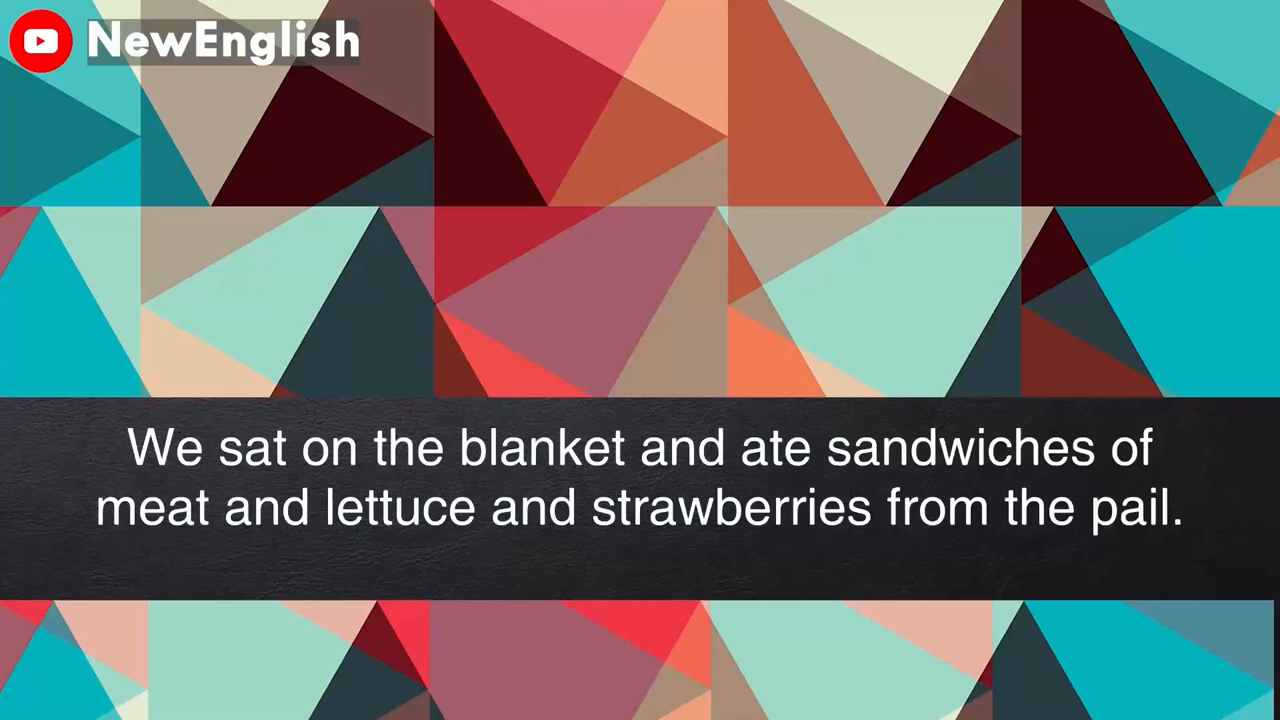 NewEnglish
We sat on the blanket and ate sandwiches of
meat and lettuce and strawberries from the pail.